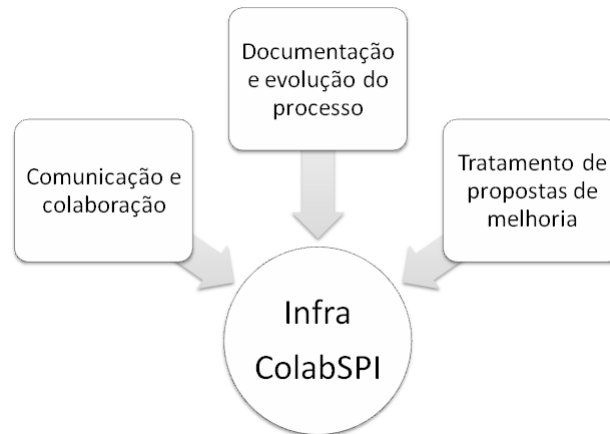 Documentação
e evolução do
processo
Comunicação e
colaboração
Tratamento de
propostas de
melhoria
Infra
ColabSPI